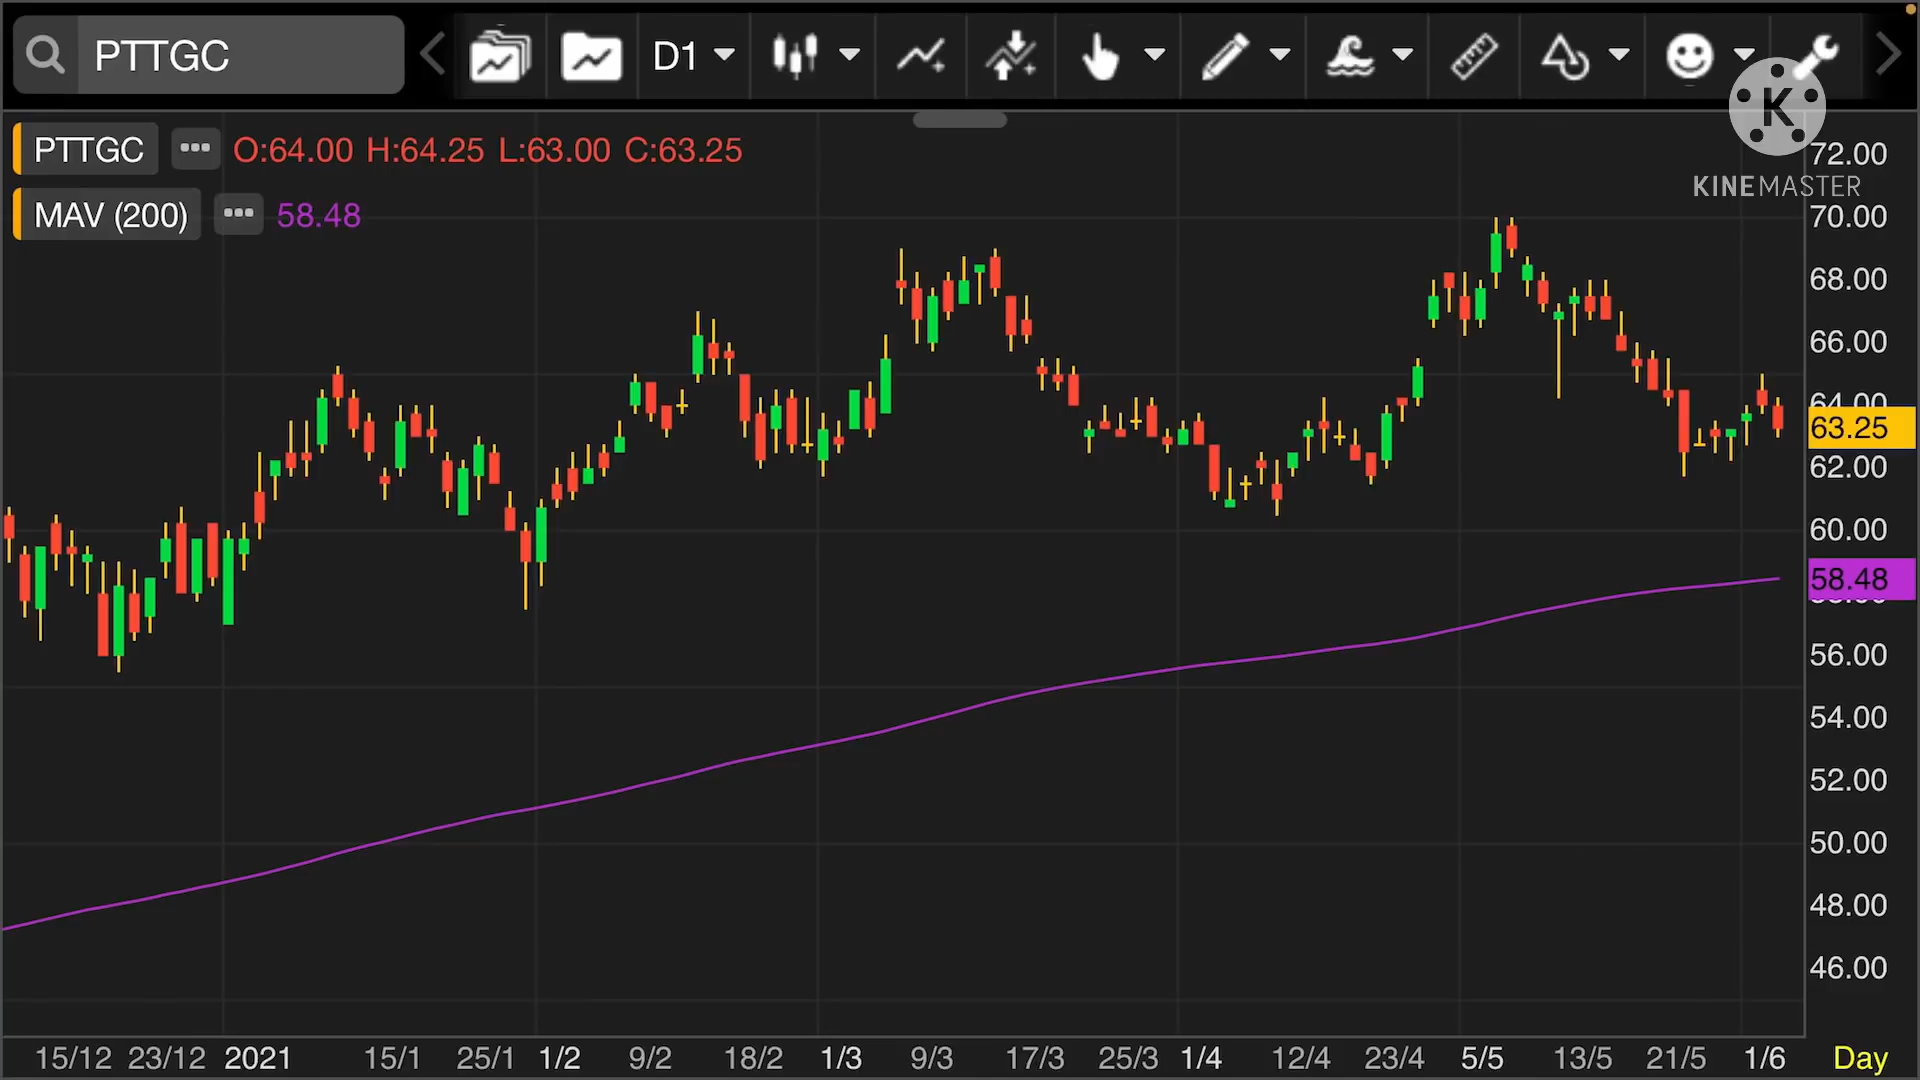 PTTGC
D1
PTTGC O:64.00 H:64.25 L:63.00 C:63.25
MAV (200) 58.48
K
KINEMASTER
72.00
70.00
68.00
66.00
64.00
63.25
62.00
60.00
58.48
56.00
54.00
52.00
50.00
48.00
46.00
15/12 23/12 2021 15/1 25/1 1/2 9/2 18/2 1/3 9/3 17/3 25/3 1/4 12/4 23/4 5/5 13/5 21/5 1/6 Day